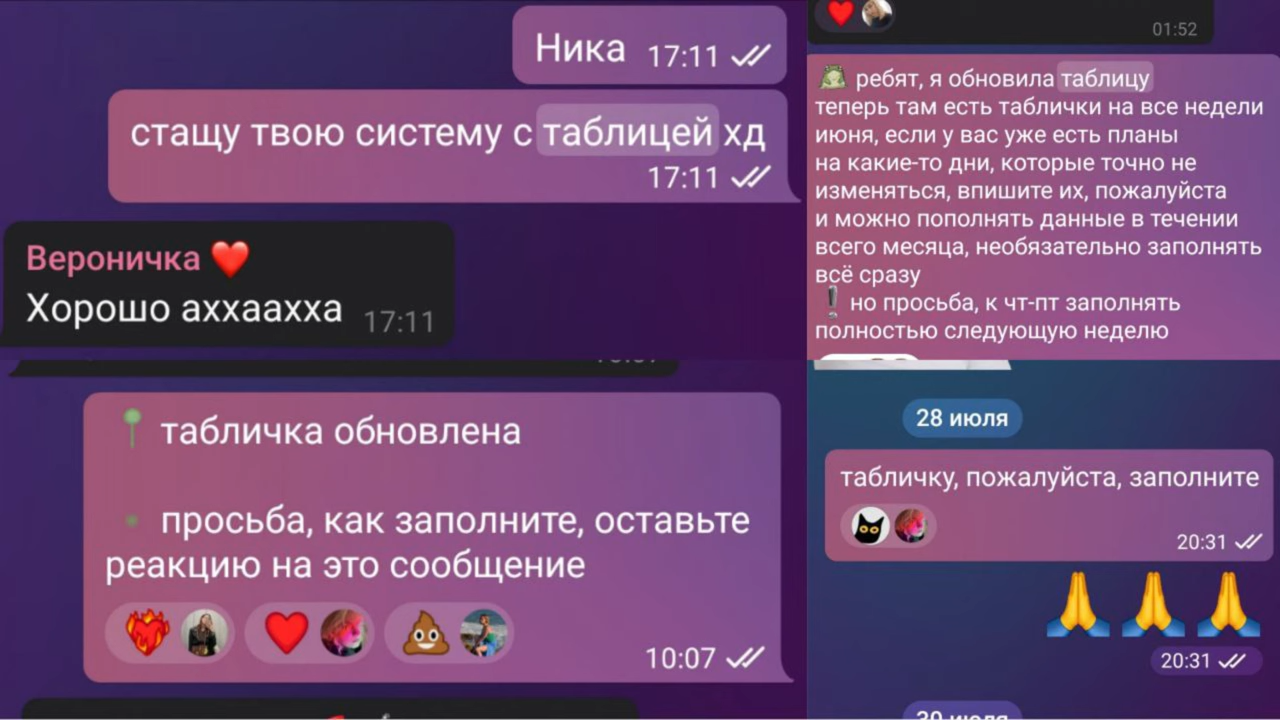 Ника 17:11
стащу твою систему с таблицей хд
17:11
Вероничка ❤️
Хорошо аххаахха 17:11
табличка обновлена
просьба, как заполните, оставьте
реакцию на это сообщение
10:07
01:52
ребят, я обновила таблицу
теперь там есть таблички на все недели
июня, если у вас уже есть планы
на какие-то дни, которые точно не
изменяться, впишите их, пожалуйста
и можно пополнять данные в течении
всего месяца, необязательно заполнять
всё сразу
❗ но просьба, к чт-пт заполнять
полностью следующую неделю
28 июля
табличку, пожалуйста, заполните
20:31
🙏🙏🙏
20:31
30 июля